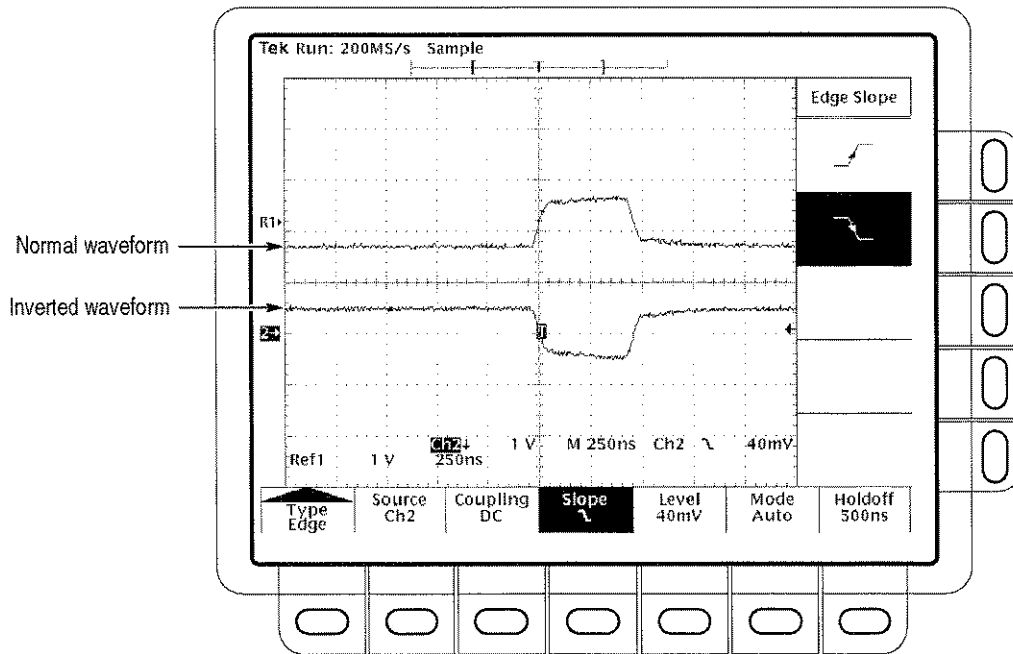 Tek Run: 200MS/s Sample
Edge Slope
R1
Normal waveform
Inverted waveform
2
T
Ch2↓ 1 V M 250ns Ch2 40mV
Ref1 1 V 250ns
Type Edge
Source Ch2
Coupling DC
Slope
Level 40mV
Mode Auto
Holdoff 500ns